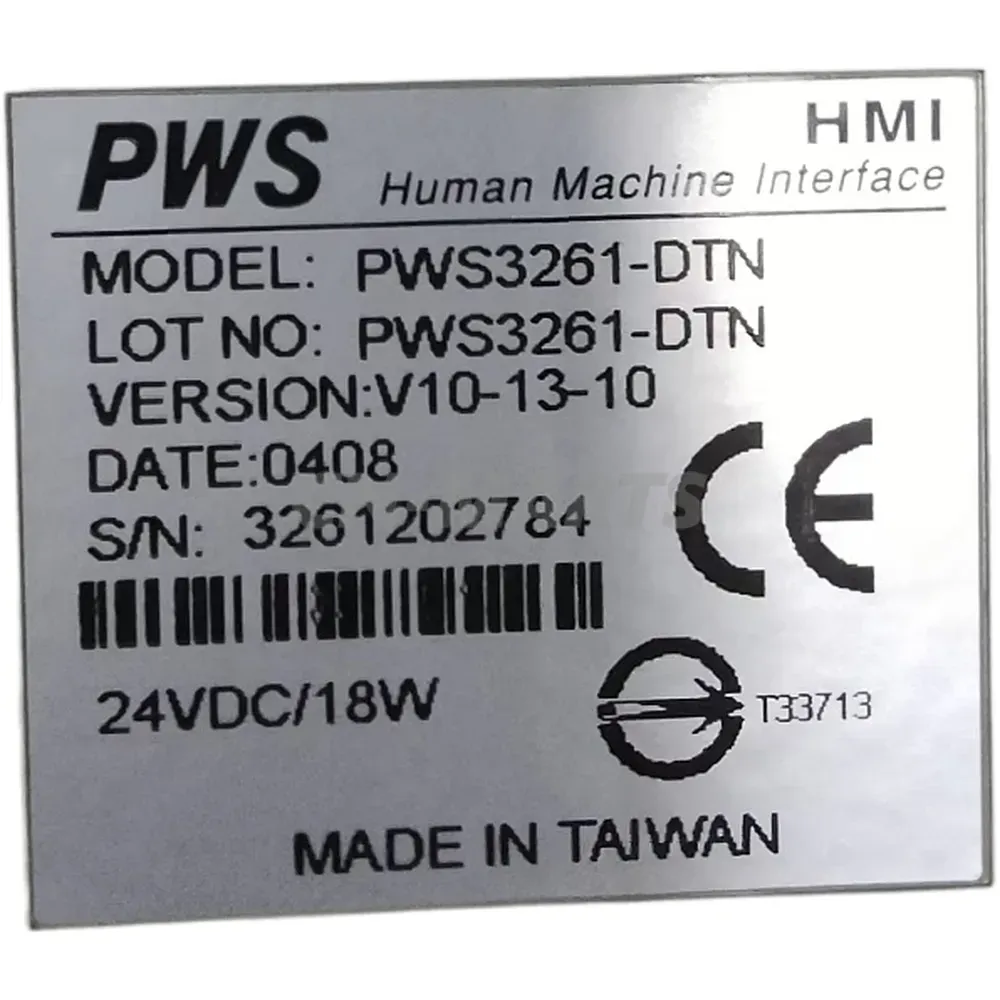 PWS
HMI
Human Machine Interface
MODEL: PWS3261-DTN
LOT NO: PWS3261-DTN
VERSION:V10-13-10
DATE:0408
S/N: 3261202784
CE
24VDC/18W
T33713
MADE IN TAIWAN